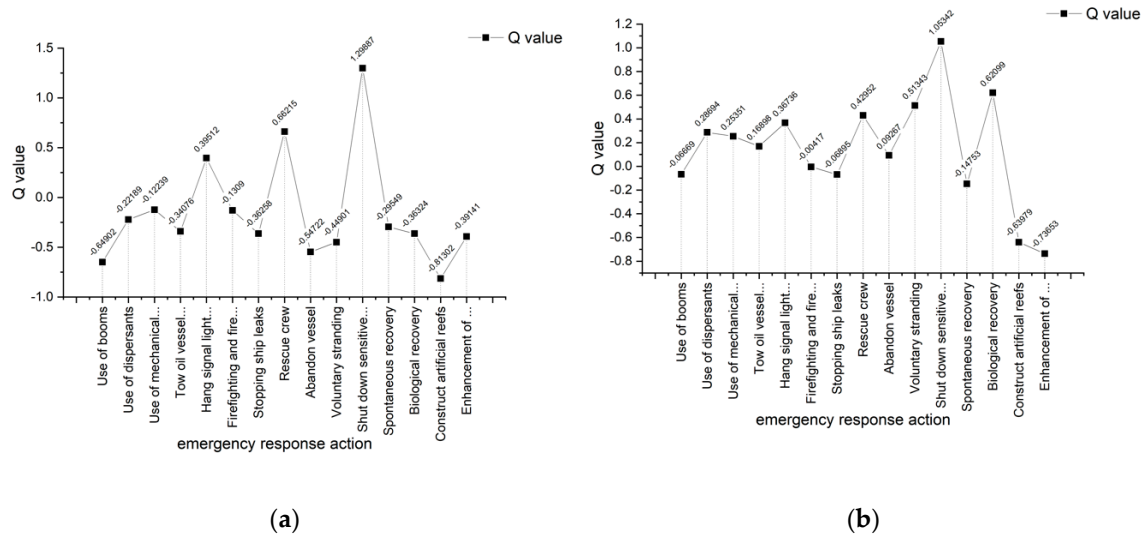 (a)
Q value
1.5
1.0
0.5
0.0
-0.5
-1.0
Q value
-0.64902
-0.22189
-0.12239
-0.34076
0.39512
-0.1309
-0.36258
0.66215
-0.54722
-0.44901
1.29887
-0.29549
-0.36324
-0.81302
-0.39141
Use of booms
Use of dispersants
Use of mechanical...
Tow oil vessel...
Hang signal light...
Firefighting and fire...
Stopping ship leaks
Rescue crew
Abandon vessel
Voluntary stranding
Shut down sensitive...
Spontaneous recovery
Biological recovery
Construct artificial reefs
Enhancement of ...
emergency response action
(a)
(b)
Q value
1.2
1.0
0.8
0.6
0.4
0.2
0.0
-0.2
-0.4
-0.6
-0.8
Q value
-0.06669
0.28694
0.25351
0.16898
0.36736
-0.00417
-0.06895
0.42952
0.09267
0.51343
1.05342
-0.14753
0.62099
-0.63979
-0.73653
Use of booms
Use of dispersants
Use of mechanical...
Tow oil vessel...
Hang signal light...
Firefighting and fire...
Stopping ship leaks
Rescue crew
Abandon vessel
Voluntary stranding
Shut down sensitive...
Spontaneous recovery
Biological recovery
Construct artificial reefs
Enhancement of ...
emergency response action
(b)